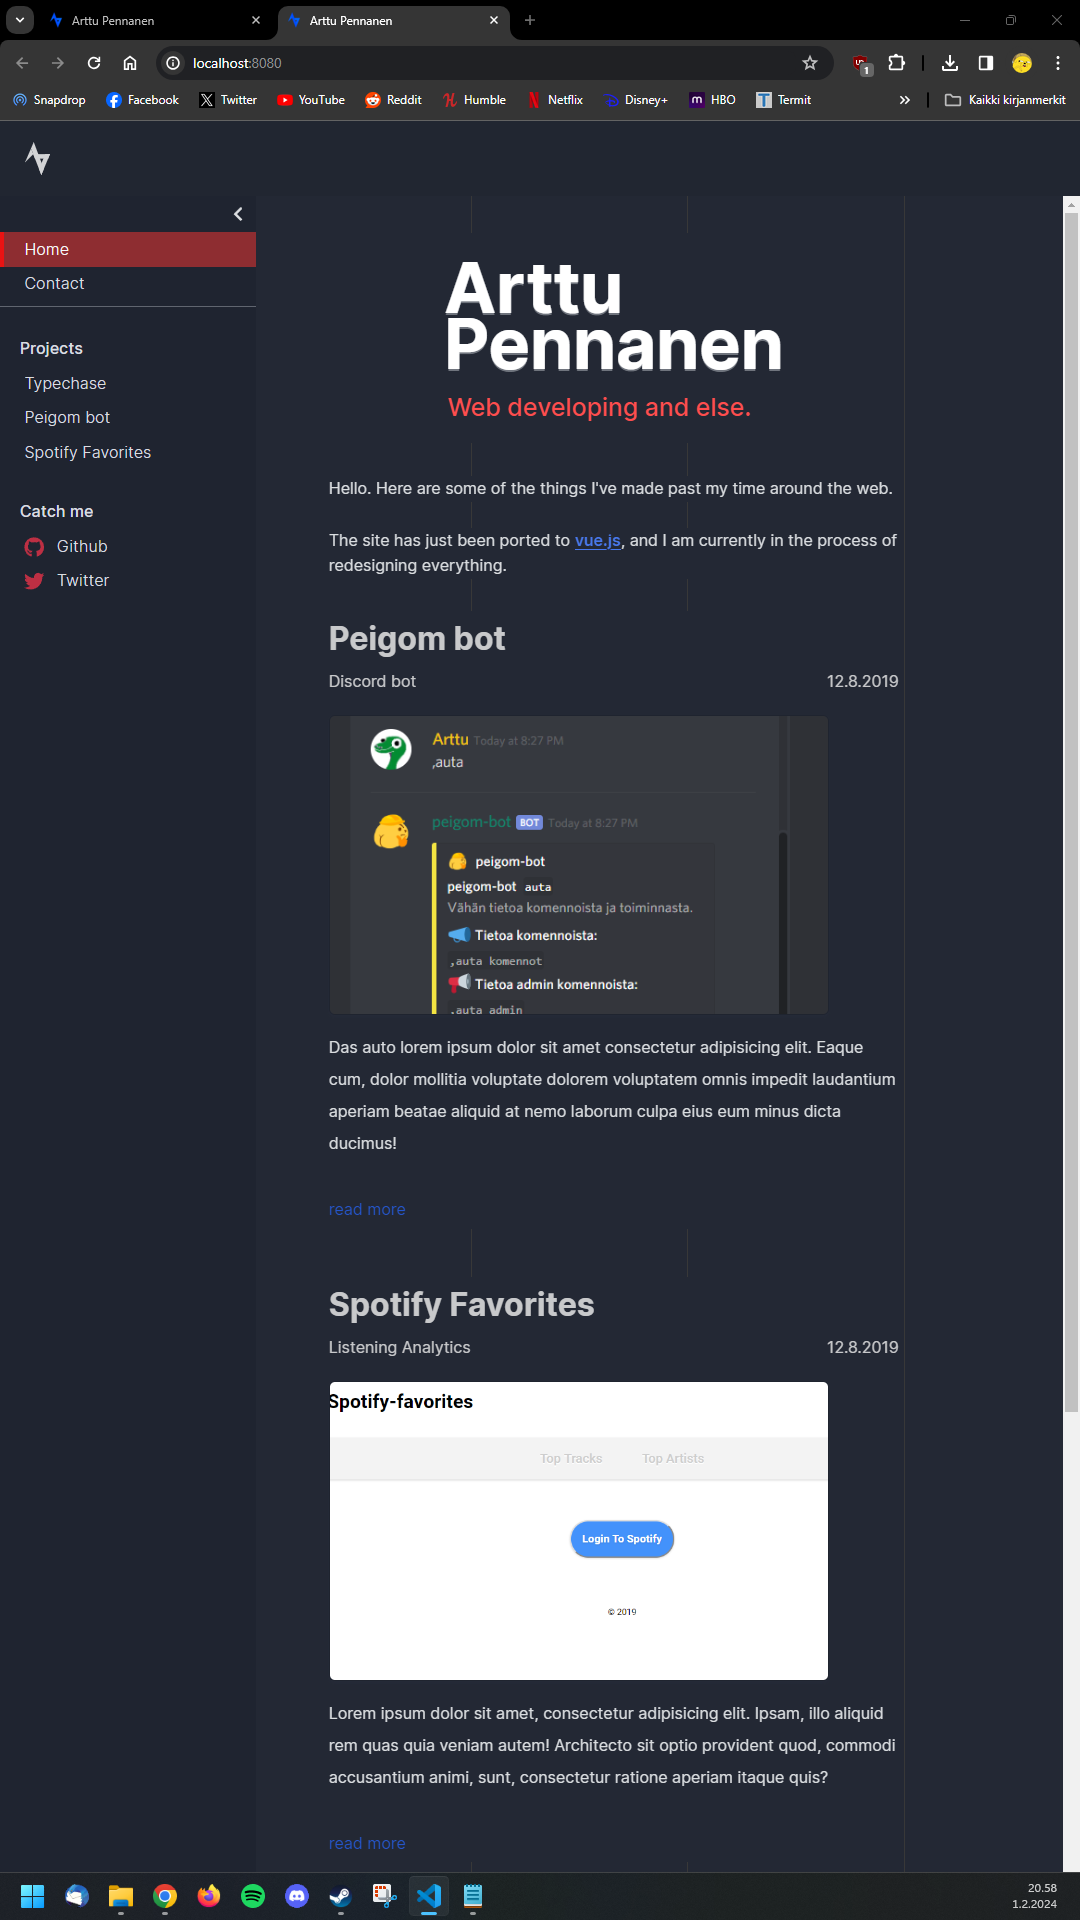 Arttu Pennanen
Arttu Pennanen
localhost:8080
1
Snapdrop
Facebook
Twitter
YouTube
Reddit
Humble
Netflix
Disney+
HBO
Termit
Kaikki kirjanmerkit
Home
Contact
Projects
Typechase
Peigom bot
Spotify Favorites
Catch me
Github
Twitter
Arttu
Pennanen
Web developing and else.
Hello. Here are some of the things I've made past my time around the web.
The site has just been ported to vue.js, and I am currently in the process of
redesigning everything.
Peigom bot
Discord bot
12.8.2019
Arttu Today at 8:27 PM
,auta
peigom-bot BOT Today at 8:27 PM
peigom-bot
peigom-bot auta
Vähän tietoa komennoista ja toiminnasta.
Tietoa komennoista:
,auta komennot
Tietoa admin komennoista:
,auta admin
Das auto lorem ipsum dolor sit amet consectetur adipisicing elit. Eaque
cum, dolor mollitia voluptate dolorem voluptatem omnis impedit laudantium
aperiam beatae aliquid at nemo laborum culpa eius eum minus dicta
ducimus!
read more
Spotify Favorites
Listening Analytics
12.8.2019
Spotify-favorites
Top Tracks
Top Artists
Login To Spotify
© 2019
Lorem ipsum dolor sit amet, consectetur adipisicing elit. Ipsam, illo aliquid
rem quas quia veniam autem! Architecto sit optio provident quod, commodi
accusantium animi, sunt, consectetur ratione aperiam itaque quis?
read more
20.58
1.2.2024